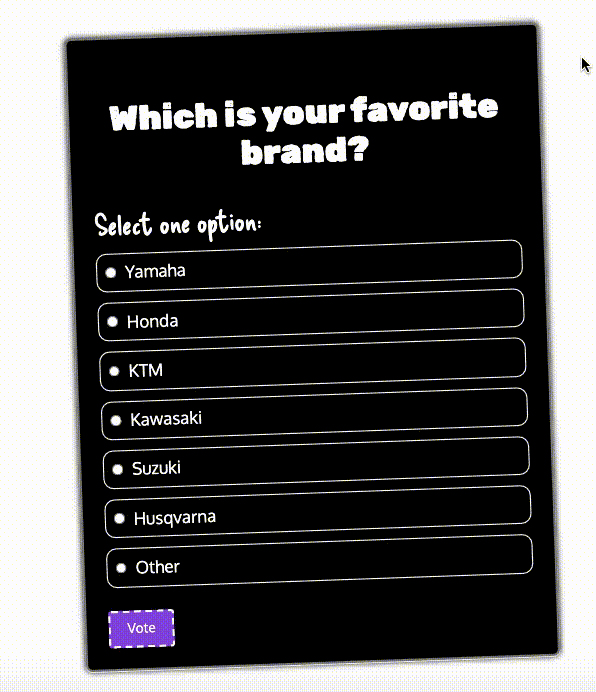 Which is your favorite
brand?
Select one option:
Yamaha
Honda
KTM
Kawasaki
Suzuki
Husqvarna
Other
Vote